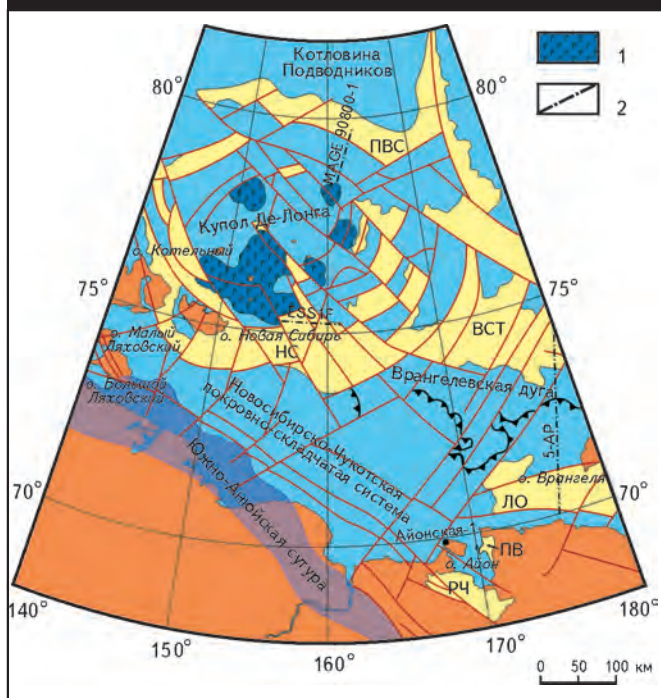 Котловина
Подводников
80°
80°
1
2
MAGE 90800-1
ПВС
Купол Де-Лонга
о. Котельный
75°
75°
ESS1F
о. Новая Сибирь
НС
ВСТ
о. Малый
Ляховский
о. Большой
Ляховский
Врангелевская дуга
Новосибирско-Чукотская
покровно-складчатая система
5-АР
Южно-Анюйская сутура
о. Врангеля
70°
70°
ЛО
Айонская-1
о. Айон
ПВ
РЧ
140°
150°
160°
170°
180°
0 50 100 км